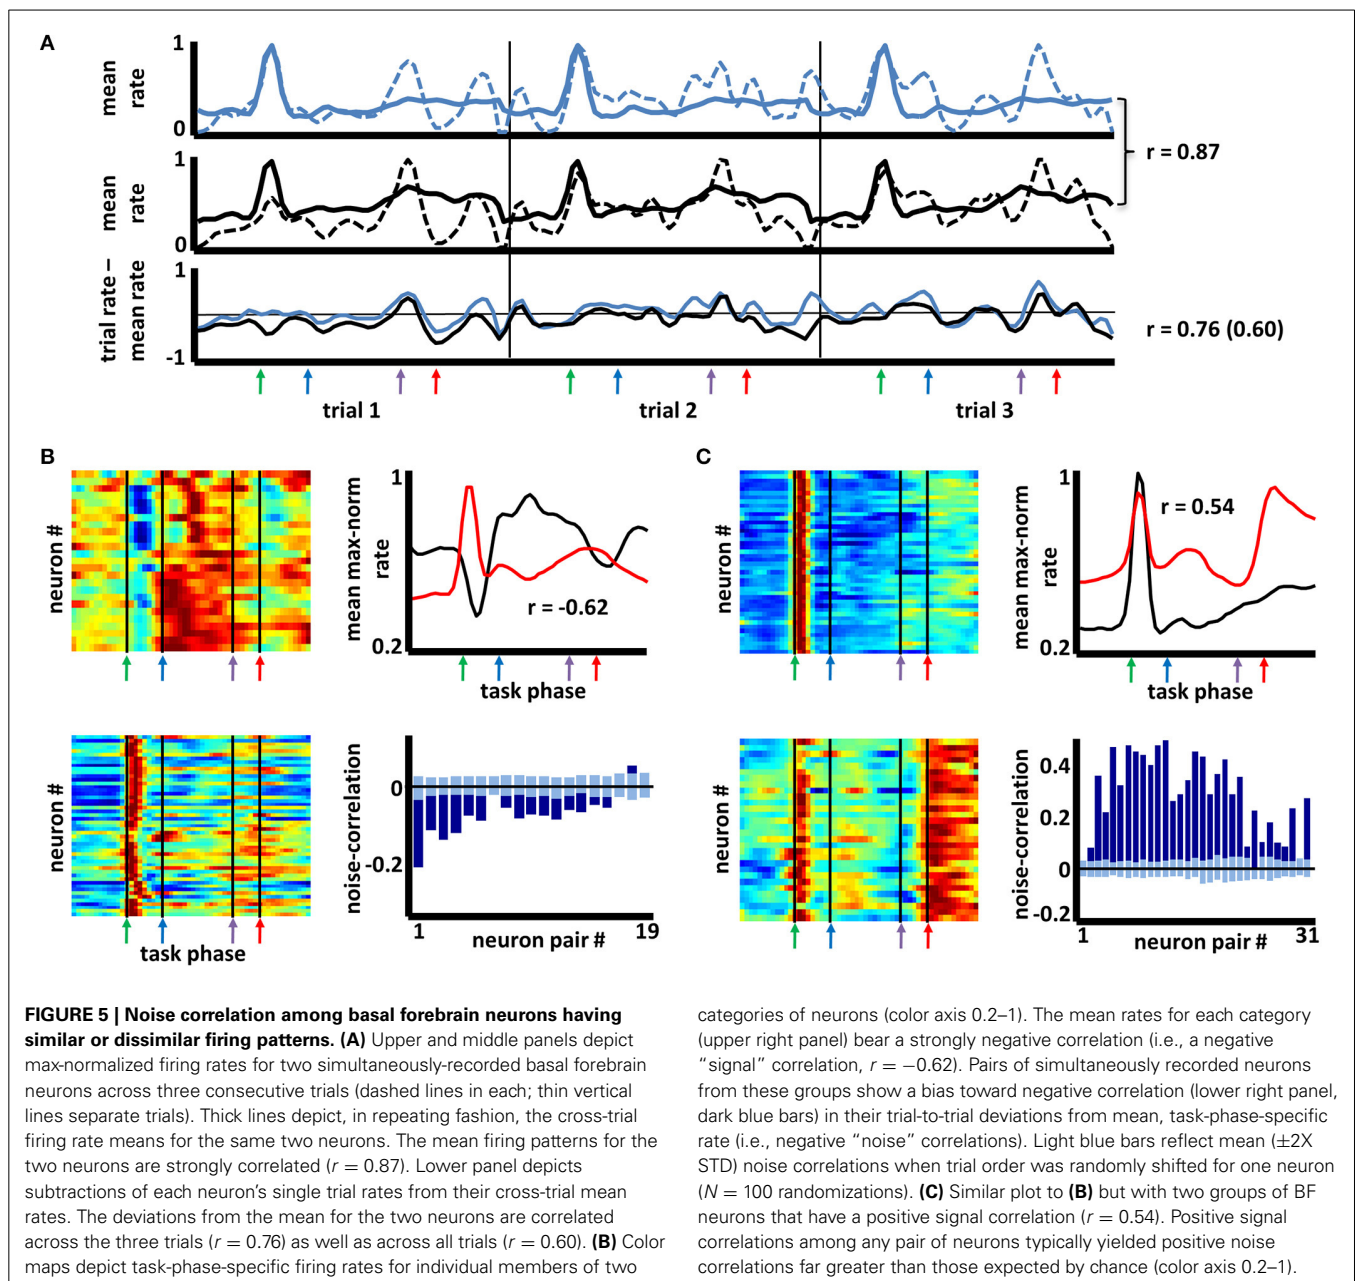 A
1
mean
rate
0
r = 0.87
1
mean
rate
0
1
trial rate –
mean rate
-1
r = 0.76 (0.60)
trial 1
trial 2
trial 3
B
neuron #
1
mean max-norm
rate
0.2
r = -0.62
task phase
neuron #
task phase
noise-correlation
0
-0.2
1
19
neuron pair #
C
neuron #
1
mean max-norm
rate
0.2
r = 0.54
task phase
neuron #
noise-correlation
0.4
0.2
0
-0.2
1
31
neuron pair #
FIGURE 5 | Noise correlation among basal forebrain neurons having
similar or dissimilar firing patterns. (A) Upper and middle panels depict
max-normalized firing rates for two simultaneously-recorded basal forebrain
neurons across three consecutive trials (dashed lines in each; thin vertical
lines separate trials). Thick lines depict, in repeating fashion, the cross-trial
firing rate means for the same two neurons. The mean firing patterns for the
two neurons are strongly correlated (r = 0.87). Lower panel depicts
subtractions of each neuron's single trial rates from their cross-trial mean
rates. The deviations from the mean for the two neurons are correlated
across the three trials (r = 0.76) as well as across all trials (r = 0.60). (B) Color
maps depict task-phase-specific firing rates for individual members of two
categories of neurons (color axis 0.2–1). The mean rates for each category
(upper right panel) bear a strongly negative correlation (i.e., a negative
"signal" correlation, r = −0.62). Pairs of simultaneously recorded neurons
from these groups show a bias toward negative correlation (lower right panel,
dark blue bars) in their trial-to-trial deviations from mean, task-phase-specific
rate (i.e., negative "noise" correlations). Light blue bars reflect mean (±2X
STD) noise correlations when trial order was randomly shifted for one neuron
(N = 100 randomizations). (C) Similar plot to (B) but with two groups of BF
neurons that have a positive signal correlation (r = 0.54). Positive signal
correlations among any pair of neurons typically yielded positive noise
correlations far greater than those expected by chance (color axis 0.2–1).